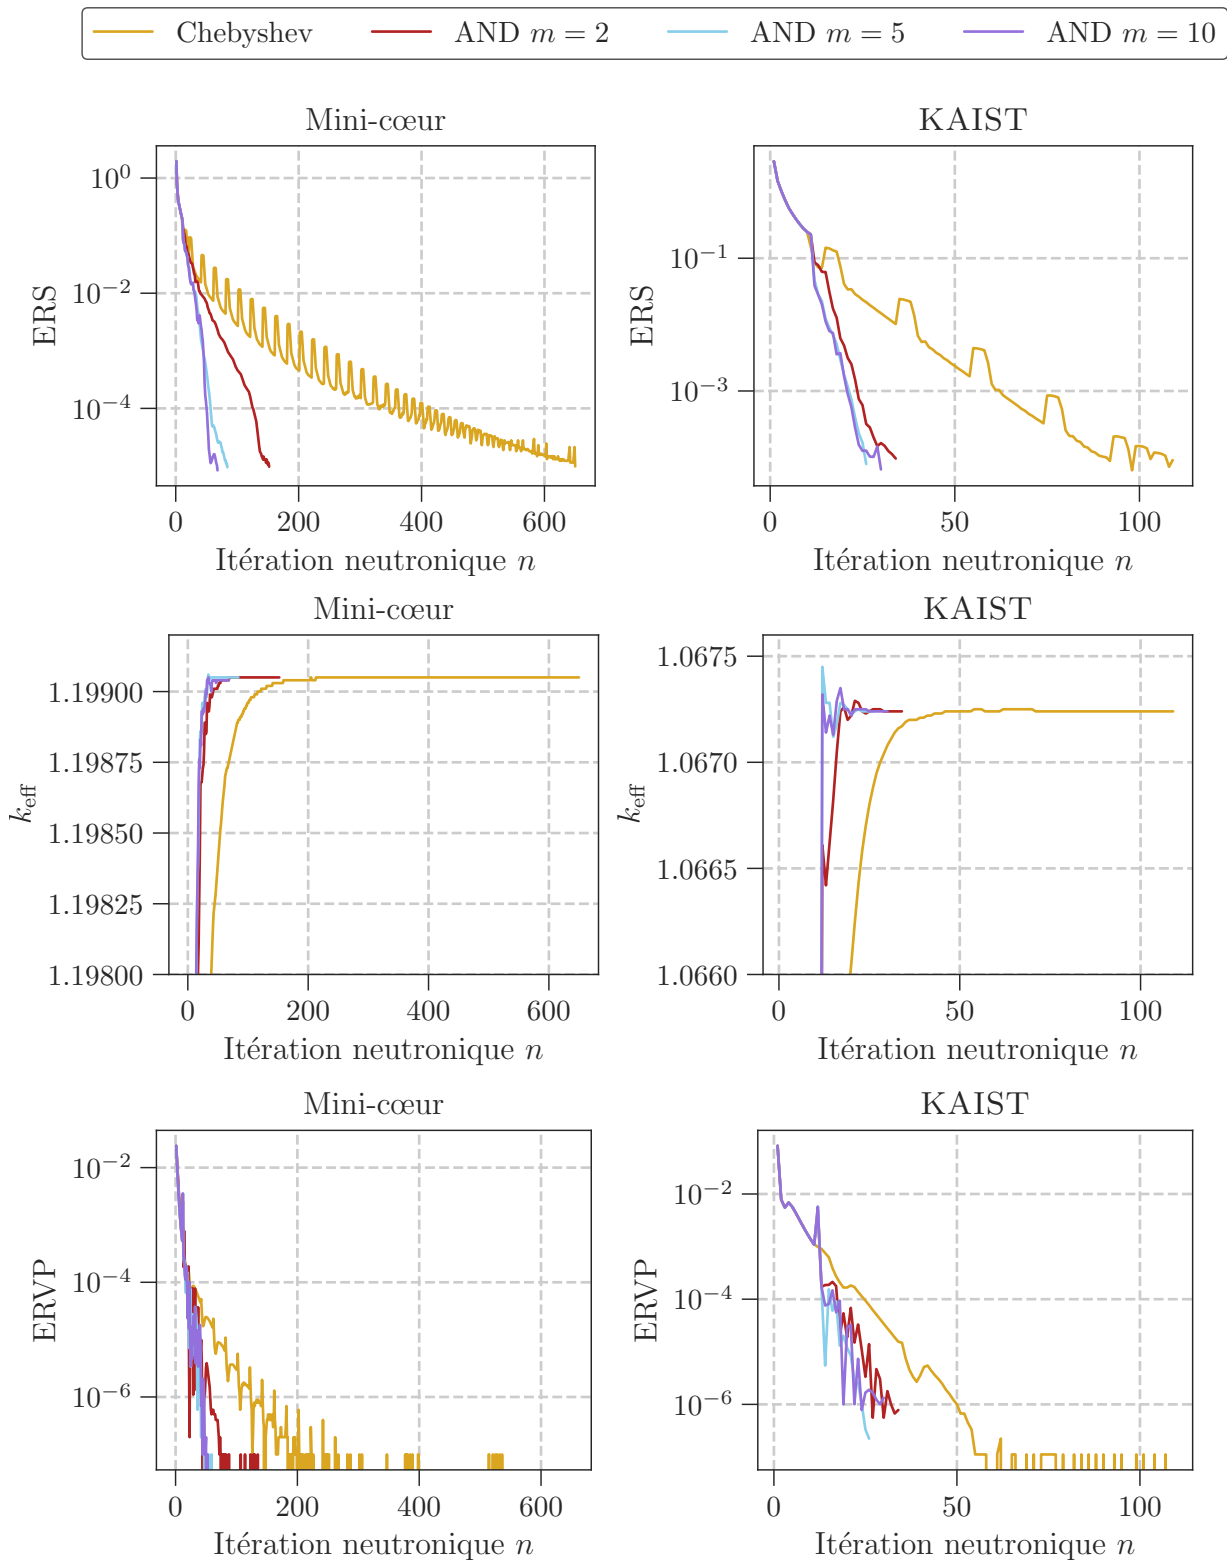 Chebyshev AND m = 2 AND m = 5 AND m = 10
Mini-cœur
KAIST
ERS
10⁰
10⁻²
10⁻⁴
0 200 400 600
Itération neutronique n
ERS
10⁻¹
10⁻³
0 50 100
Itération neutronique n
Mini-cœur
KAIST
k_eff
1.19900
1.19875
1.19850
1.19825
1.19800
0 200 400 600
Itération neutronique n
k_eff
1.0675
1.0670
1.0665
1.0660
0 50 100
Itération neutronique n
Mini-cœur
KAIST
ERVP
10⁻²
10⁻⁴
10⁻⁶
0 200 400 600
Itération neutronique n
ERVP
10⁻²
10⁻⁴
10⁻⁶
0 50 100
Itération neutronique n